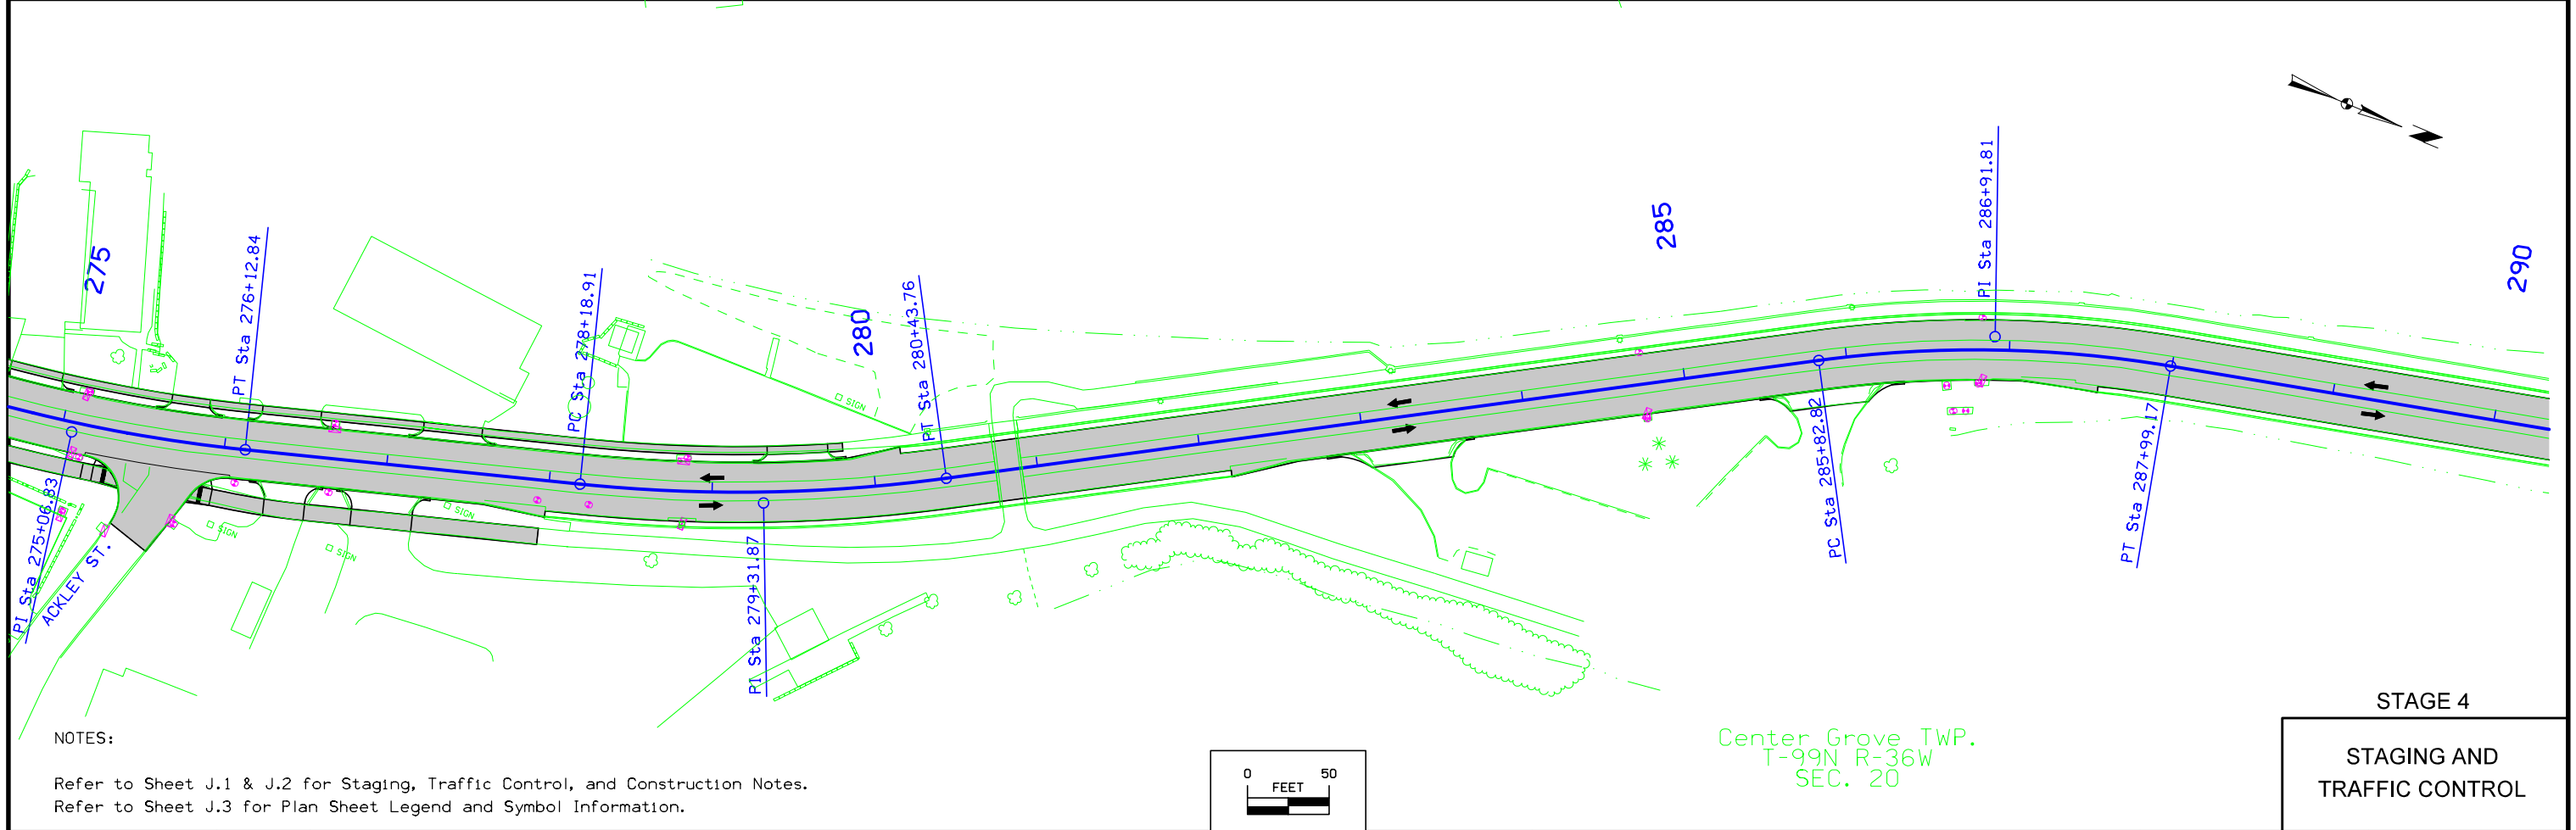 275
PT Sta 276+12.84
PC Sta 278+18.91
280
PT Sta 280+43.76
285
PI Sta 286+91.81
290
SIGN
SIGN
SIGN
SIGN
PI Sta 275+06.83
ACKLEY ST.
PI Sta 279+31.87
PC Sta 285+82.82
PT Sta 287+99.17
STAGE 4
STAGING AND
TRAFFIC CONTROL
Center Grove TWP.
T-99N R-36W
SEC. 20
0 50
FEET
NOTES:
Refer to Sheet J.1 & J.2 for Staging, Traffic Control, and Construction Notes.
Refer to Sheet J.3 for Plan Sheet Legend and Symbol Information.
N